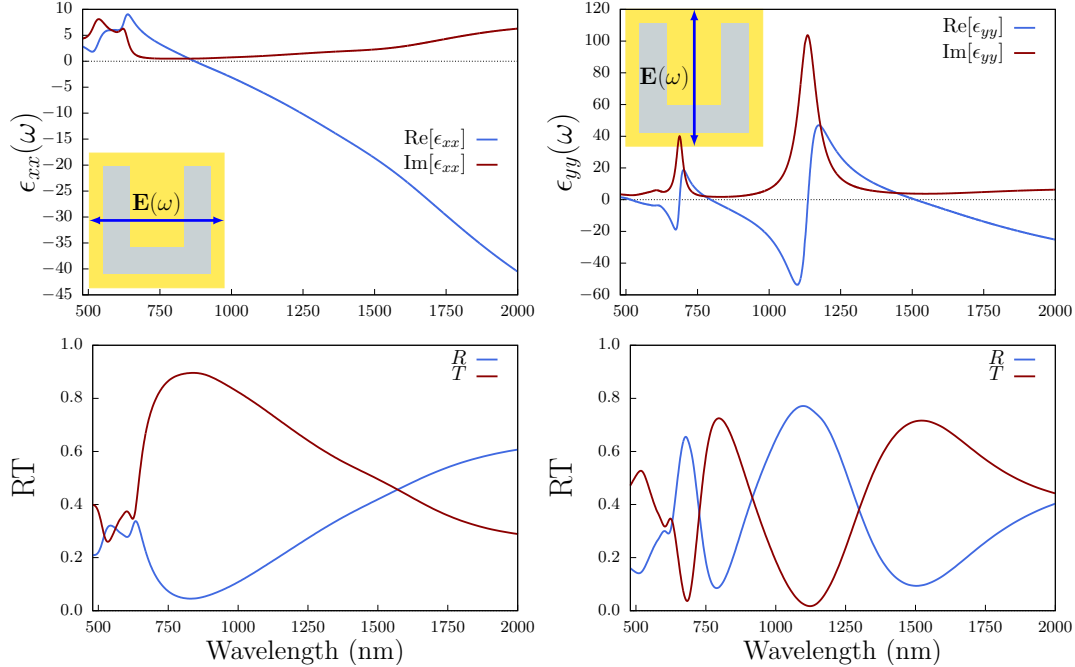 10
5
0
−5
−10
−15
−20
−25
−30
−35
−40
−45
ϵxx(ω)
Re[ϵxx]
Im[ϵxx]
E(ω)
500 750 1000 1250 1500 1750 2000
120
100
80
60
40
20
0
−20
−40
−60
ϵyy(ω)
Re[ϵyy]
Im[ϵyy]
E(ω)
500 750 1000 1250 1500 1750 2000
1.0
0.8
0.6
0.4
0.2
0.0
RT
R
T
500 750 1000 1250 1500 1750 2000
Wavelength (nm)
1.0
0.8
0.6
0.4
0.2
0.0
RT
R
T
500 750 1000 1250 1500 1750 2000
Wavelength (nm)